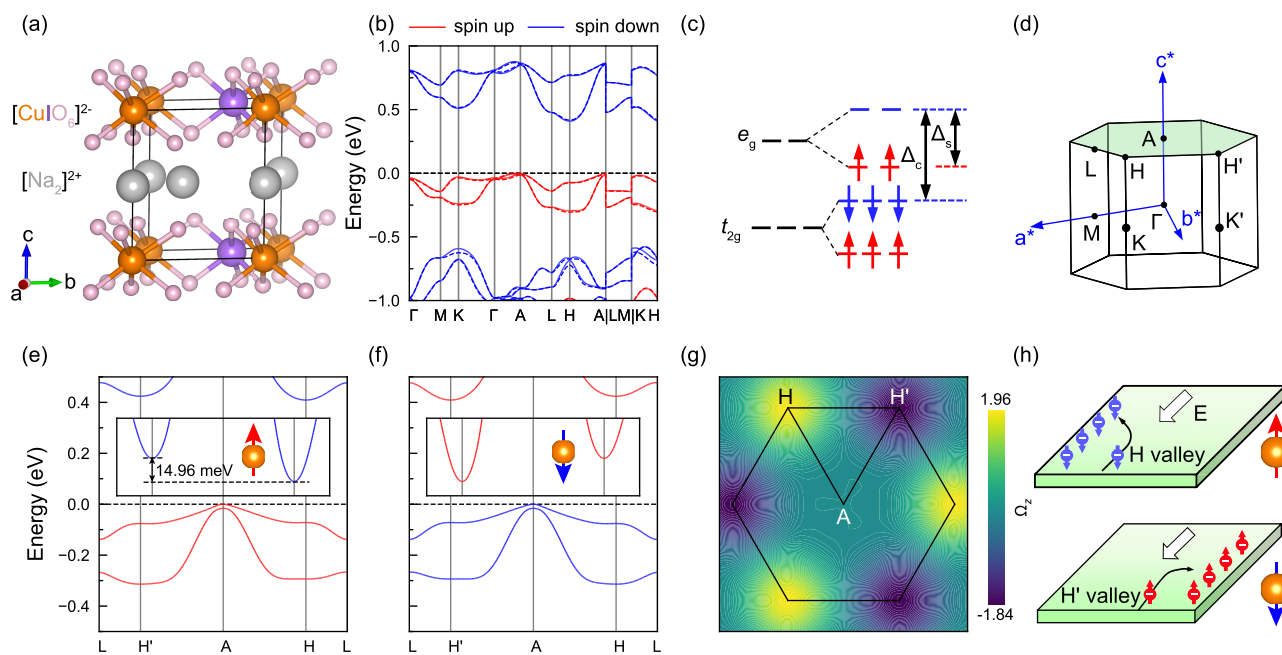 (a)
[CuIO6]2-
[Na2]2+
c
a
b
(b)
spin up
spin down
Energy (eV)
1.0
0.5
0.0
−0.5
−1.0
Γ M K Γ A L H A|LM|K H
(c)
eg
t2g
Δc
Δs
(d)
c*
A
L
H
H'
Γ
b*
a*
M
K
K'
(e)
Energy (eV)
0.4
0.2
0.0
−0.2
−0.4
14.96 meV
L H' A H L
(f)
L H' A H L
(g)
H
H'
A
1.96
Ωz
-1.84
(h)
E
H valley
H' valley